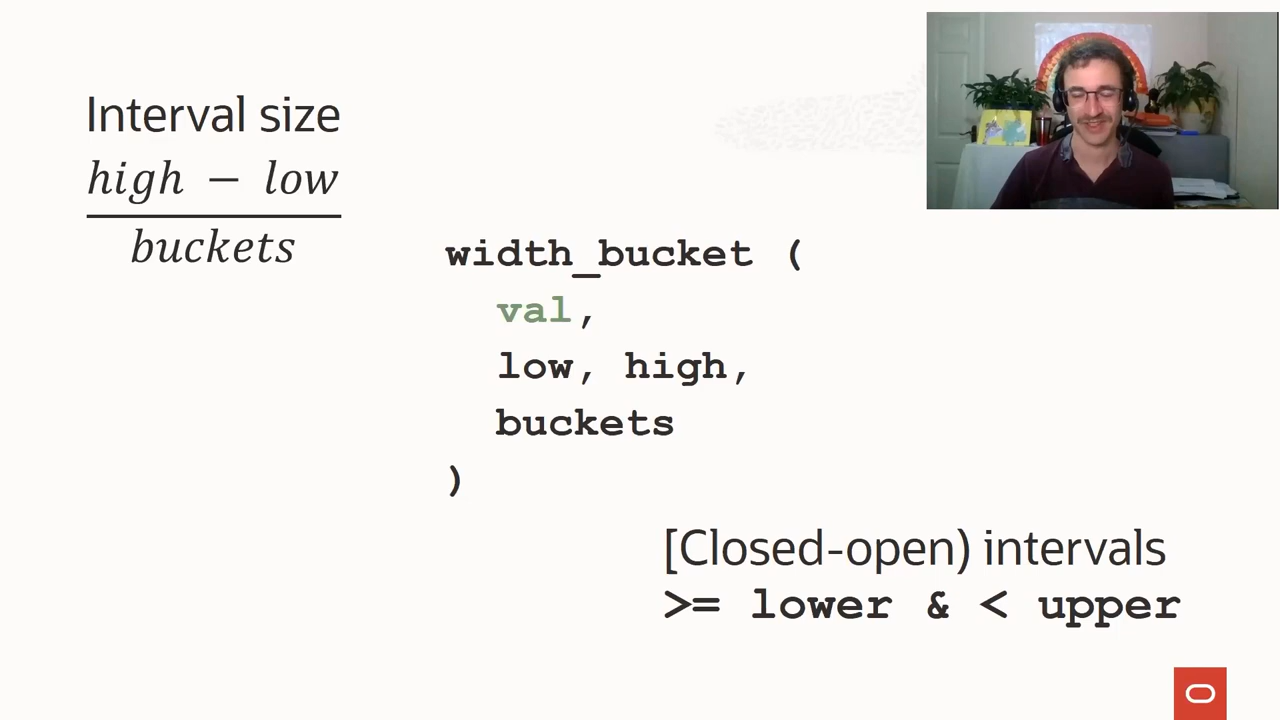 Interval size
high − low
buckets
width_bucket (
val,
low, high,
buckets
)
[Closed-open) intervals
>= lower & < upper